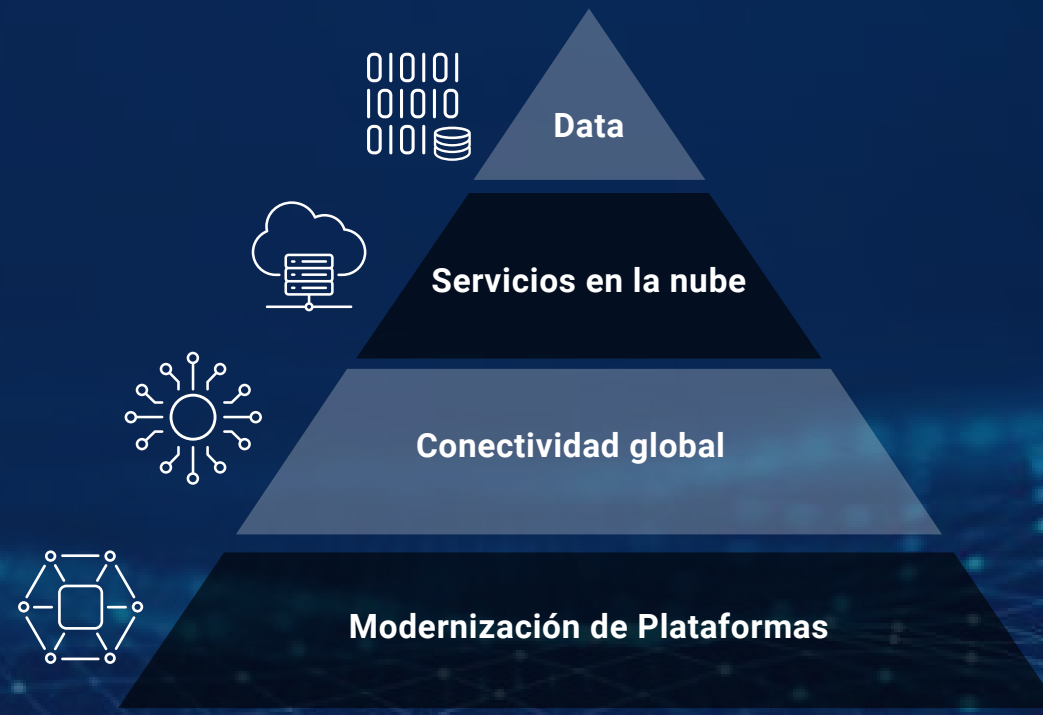 010101
101010
0101
Data
Servicios en la nube
Conectividad global
Modernización de Plataformas